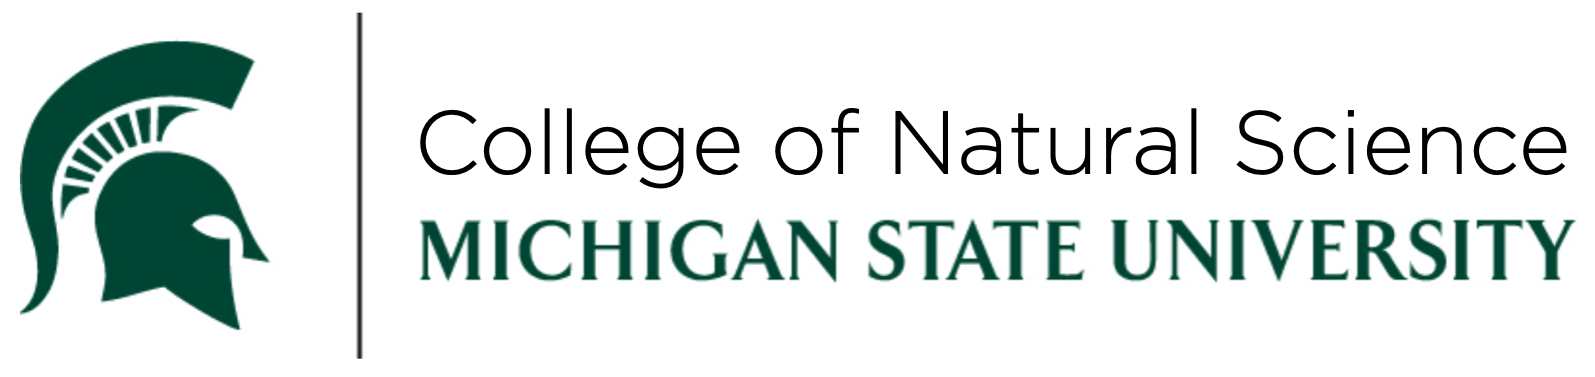 College of Natural Science
MICHIGAN STATE UNIVERSITY